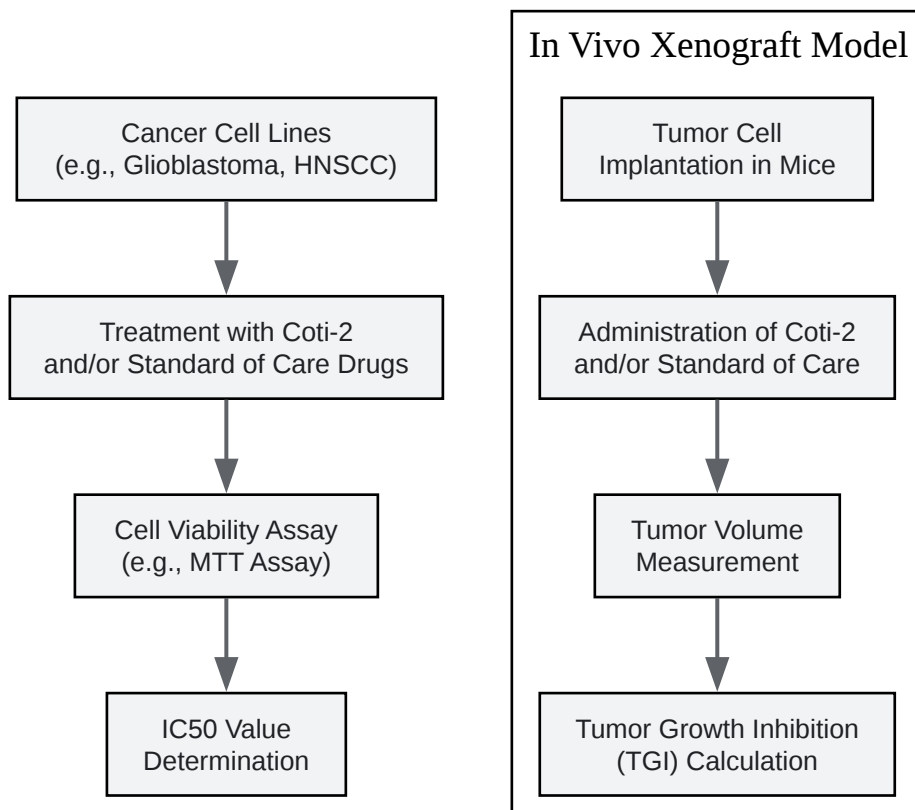 Cancer Cell Lines
(e.g., Glioblastoma, HNSCC)
Treatment with Coti-2
and/or Standard of Care Drugs
Cell Viability Assay
(e.g., MTT Assay)
IC50 Value
Determination
In Vivo Xenograft Model
Tumor Cell
Implantation in Mice
Administration of Coti-2
and/or Standard of Care
Tumor Volume
Measurement
Tumor Growth Inhibition
(TGI) Calculation